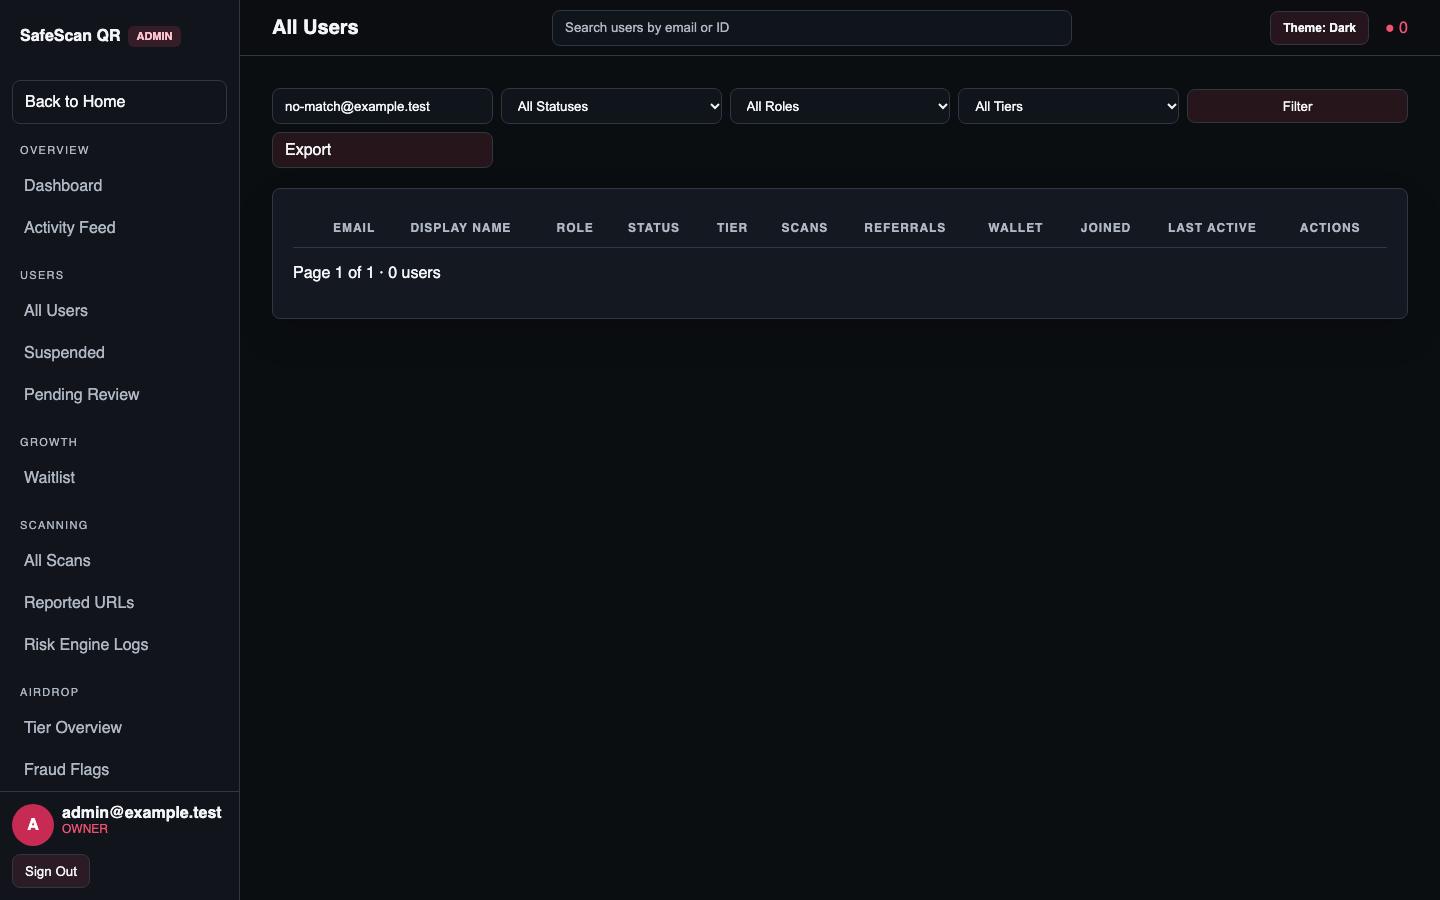 SafeScan QR ADMIN
Back to Home
OVERVIEW
Dashboard
Activity Feed
USERS
All Users
Suspended
Pending Review
GROWTH
Waitlist
SCANNING
All Scans
Reported URLs
Risk Engine Logs
AIRDROP
Tier Overview
Fraud Flags
A
admin@example.test
OWNER
Sign Out
All Users
Search users by email or ID
Theme: Dark
● 0
no-match@example.test All Statuses All Roles All Tiers Filter
Export
EMAIL DISPLAY NAME ROLE STATUS TIER SCANS REFERRALS WALLET JOINED LAST ACTIVE ACTIONS
Page 1 of 1 · 0 users